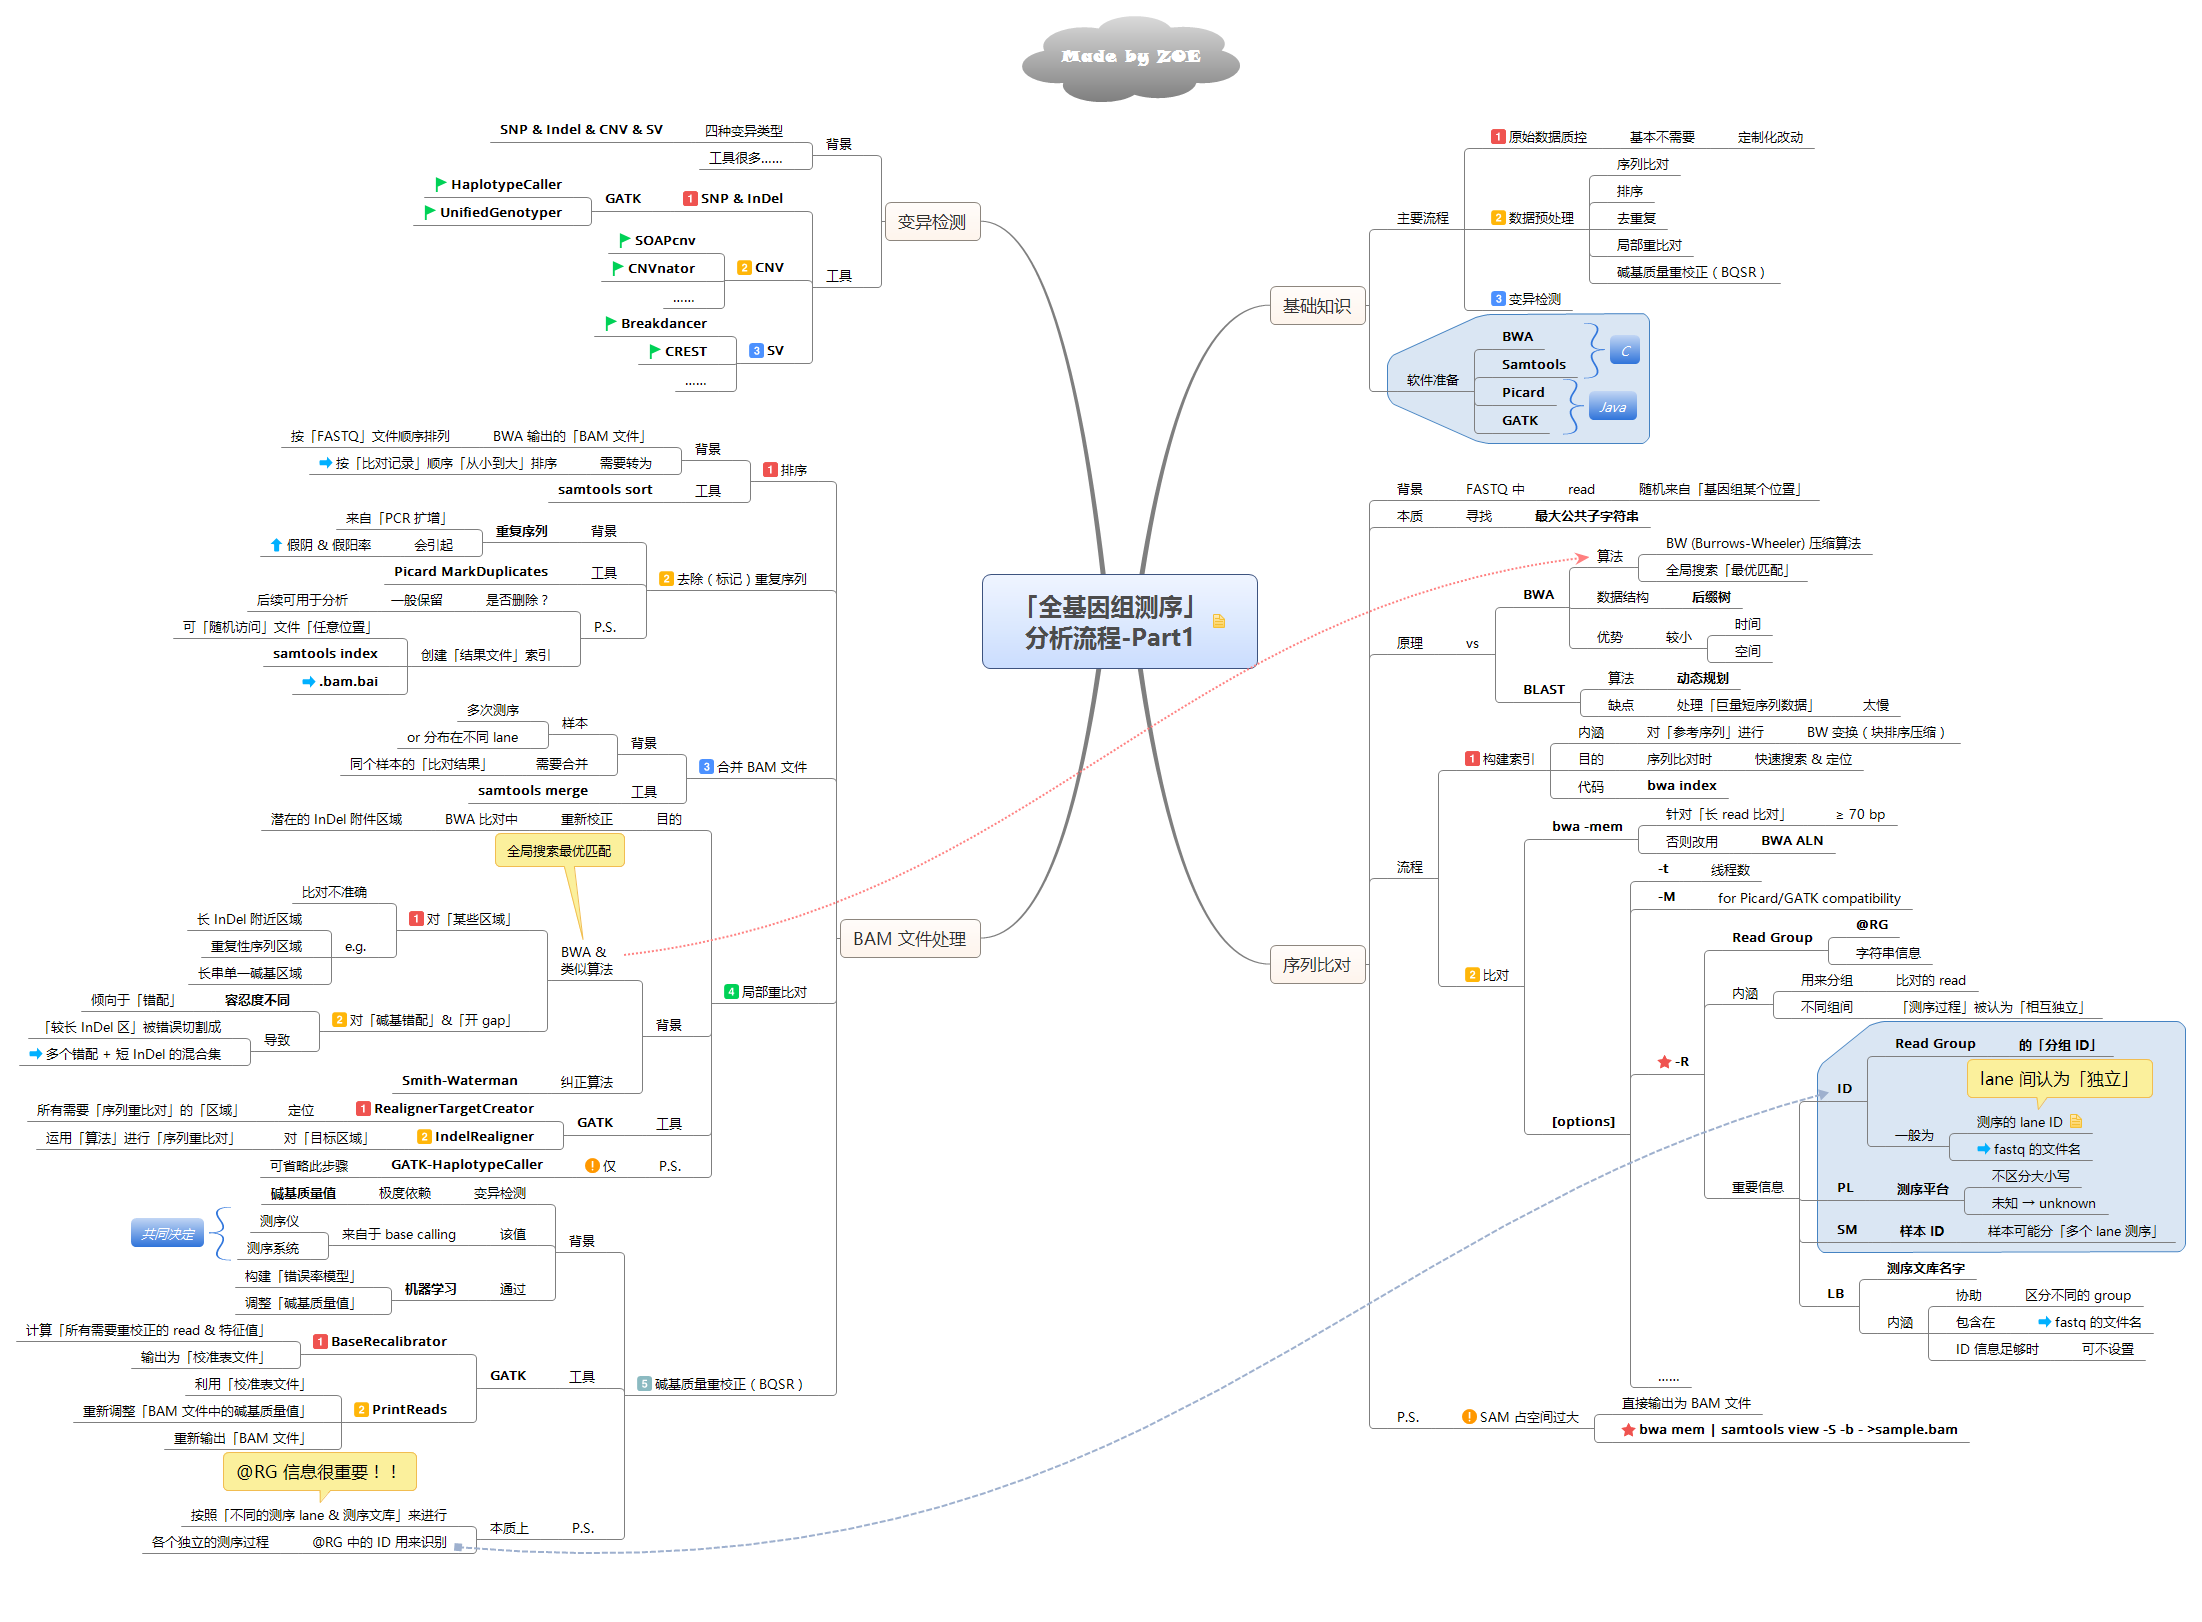 Made by ZOE
「全基因组测序」
分析流程-Part1
基础知识
主要流程
1 原始数据质控 基本不需要 定制化改动
2 数据预处理
序列比对
排序
去重复
局部重比对
碱基质量重校正（BQSR）
3 变异检测
软件准备
BWA
Samtools
C
Picard
GATK
Java
序列比对
背景 FASTQ 中 read 随机来自「基因组某个位置」
本质 寻找 最大公共子字符串
原理 vs
BWA
算法
BW (Burrows-Wheeler) 压缩算法
全局搜索「最优匹配」
数据结构 后缀树
优势 较小
时间
空间
BLAST
算法 动态规划
缺点 处理「巨量短序列数据」 太慢
流程
1 构建索引
内涵 对「参考序列」进行 BW 变换（块排序压缩）
目的 序列比对时 快速搜索 & 定位
代码 bwa index
2 比对
bwa -mem
针对「长 read 比对」 ≥ 70 bp
否则改用 BWA ALN
[options]
-t 线程数
-M for Picard/GATK compatibility
-R
Read Group
@RG
字符串信息
内涵
用来分组 比对的 read
不同组间 「测序过程」被认为「相互独立」
重要信息
ID
Read Group 的「分组 ID」
lane 间认为「独立」
一般为
测序的 lane ID
fastq 的文件名
PL 测序平台
不区分大小写
未知 → unknown
SM 样本 ID 样本可能分「多个 lane 测序」
LB
测序文库名字
内涵
协助 区分不同的 group
包含在 fastq 的文件名
ID 信息足够时 可不设置
……
P.S. ! SAM 占空间过大
直接输出为 BAM 文件
bwa mem | samtools view -S -b - >sample.bam
变异检测
背景
四种变异类型 SNP & Indel & CNV & SV
工具很多……
工具
1 SNP & InDel GATK
HaplotypeCaller
UnifiedGenotyper
2 CNV
SOAPcnv
CNVnator
……
3 SV
Breakdancer
CREST
……
BAM 文件处理
1 排序
背景
BWA 输出的「BAM 文件」 按「FASTQ」文件顺序排列
需要转为 按「比对记录」顺序「从小到大」排序
工具 samtools sort
2 去除（标记）重复序列
背景 重复序列
来自「PCR 扩增」
会引起 假阴 & 假阳率
工具 Picard MarkDuplicates
P.S.
是否删除？ 一般保留 后续可用于分析
创建「结果文件」索引
可「随机访问」文件「任意位置」
samtools index
.bam.bai
3 合并 BAM 文件
背景
样本
多次测序
or 分布在不同 lane
需要合并 同个样本的「比对结果」
工具 samtools merge
4 局部重比对
目的 重新校正 BWA 比对中 潜在的 InDel 附件区域
背景
全局搜索最优匹配
BWA &
类似算法
1 对「某些区域」
比对不准确
e.g.
长 InDel 附近区域
重复性序列区域
长串单一碱基区域
2 对「碱基错配」&「开 gap」
容忍度不同 倾向于「错配」
导致
「较长 InDel 区」被错误切割成
多个错配 + 短 InDel 的混合集
纠正算法 Smith-Waterman
工具 GATK
1 RealignerTargetCreator 定位 所有需要「序列重比对」的「区域」
2 IndelRealigner 对「目标区域」 运用「算法」进行「序列重比对」
P.S. ! 仅 GATK-HaplotypeCaller 可省略此步骤
5 碱基质量重校正（BQSR）
背景
变异检测 极度依赖 碱基质量值
该值 来自于 base calling
测序仪
测序系统
共同决定
通过 机器学习
构建「错误率模型」
调整「碱基质量值」
工具 GATK
1 BaseRecalibrator
计算「所有需要重校正的 read & 特征值」
输出为「校准表文件」
2 PrintReads
利用「校准表文件」
重新调整「BAM 文件中的碱基质量值」
重新输出「BAM 文件」
P.S. 本质上
@RG 信息很重要！！
按照「不同的测序 lane & 测序文库」来进行
@RG 中的 ID 用来识别 各个独立的测序过程